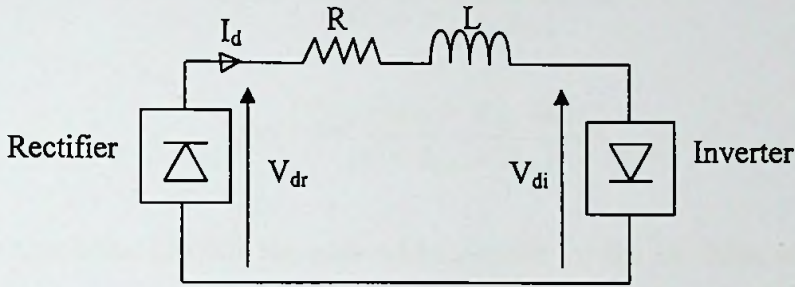 R L
I_d
Rectifier
V_dr
V_di
Inverter